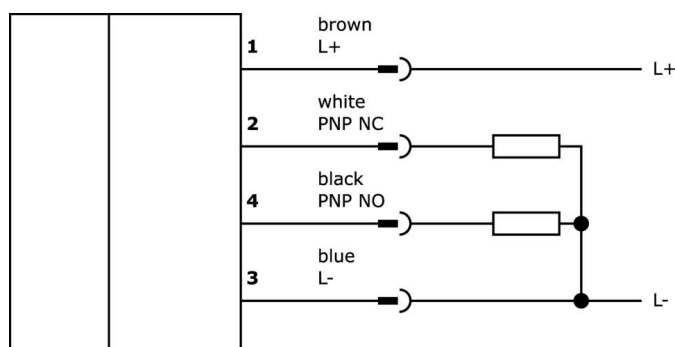 brown
1 L+
L+
white
2 PNP NC
black
4 PNP NO
blue
3 L-
L-